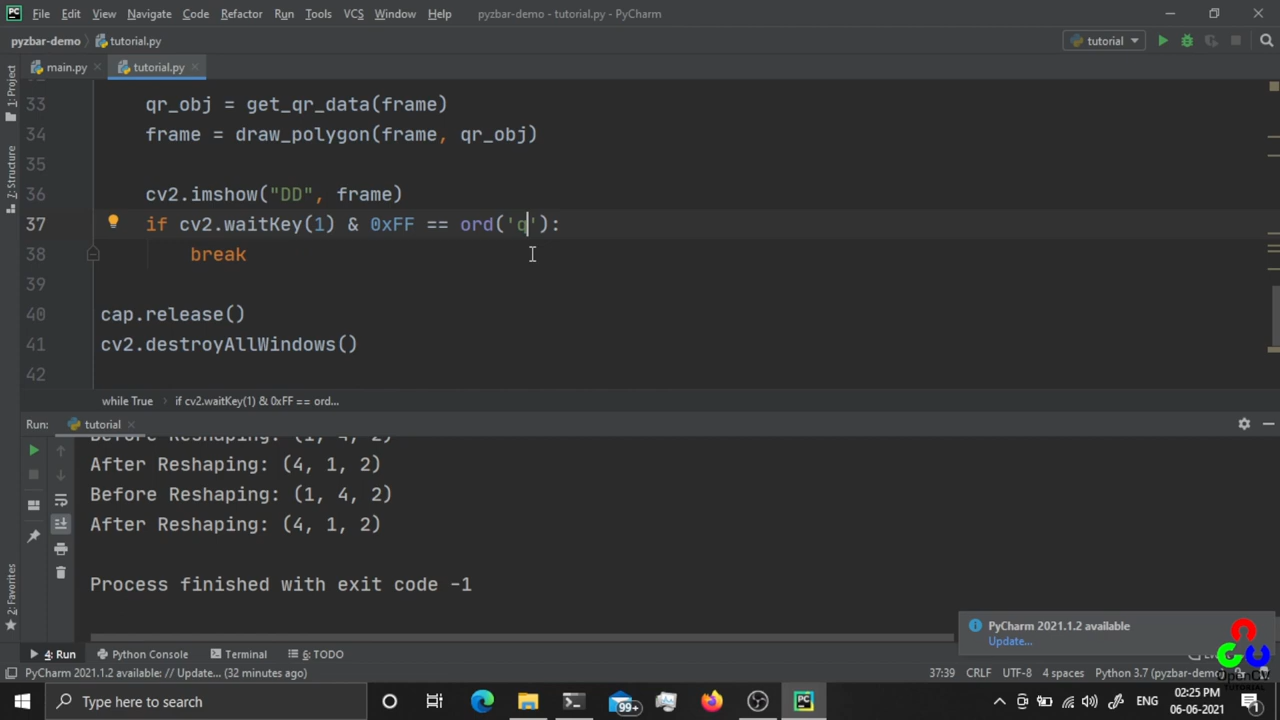 File Edit View Navigate Code Refactor Run Tools VCS Window Help pyzbar-demo - tutorial.py - PyCharm
pyzbar-demo tutorial.py tutorial
main.py tutorial.py
1: Project
Z: Structure
2: Favorites
33 qr_obj = get_qr_data(frame)
34 frame = draw_polygon(frame, qr_obj)
35
36 cv2.imshow("DD", frame)
37 if cv2.waitKey(1) & 0xFF == ord('q'):
38 break
39
40 cap.release()
41 cv2.destroyAllWindows()
42
while True if cv2.waitKey(1) & 0xFF == ord...
Run: tutorial
Before Reshaping: (1, 4, 2)
After Reshaping: (4, 1, 2)
Before Reshaping: (1, 4, 2)
After Reshaping: (4, 1, 2)
Process finished with exit code -1
PyCharm 2021.1.2 available
Update...
4: Run Python Console Terminal 6: TODO
PyCharm 2021.1.2 available: // Update... (32 minutes ago) 37:39 CRLF UTF-8 4 spaces Python 3.7 (pyzbar-demo)
OpenCV
TUTORIAL
Type here to search 99+ ENG 02:25 PM
06-06-2021 1